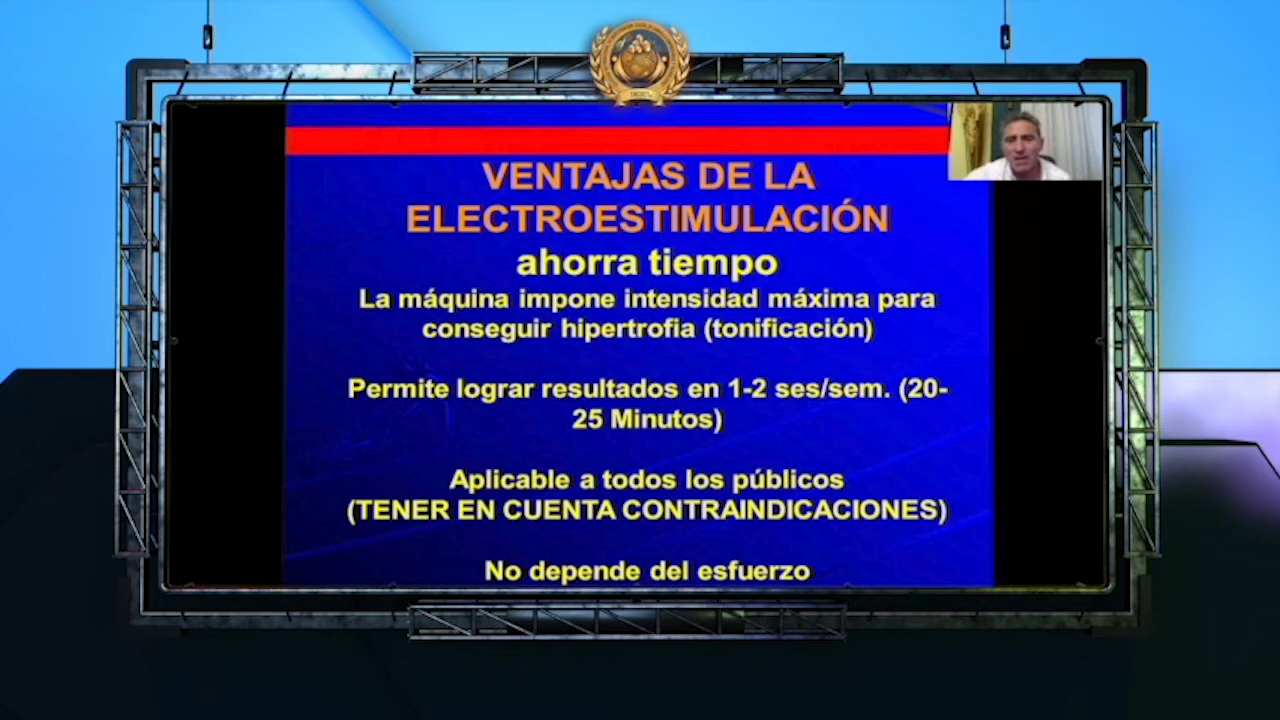 VENTAJAS DE LA
ELECTROESTIMULACIÓN
ahorra tiempo
La máquina impone intensidad máxima para
conseguir hipertrofia (tonificación)
Permite lograr resultados en 1-2 ses/sem. (20-
25 Minutos)
Aplicable a todos los públicos
(TENER EN CUENTA CONTRAINDICACIONES)
No depende del esfuerzo